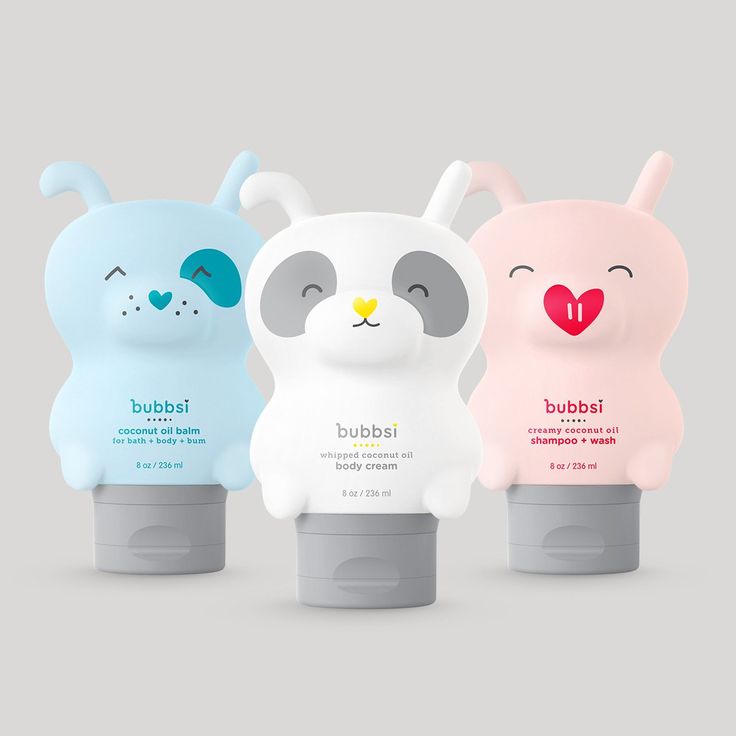 bubbsi
coconut oil balm
for bath + body + bum
8 oz / 236 ml
bubbsi
whipped coconut oil
body cream
8 oz / 236 ml
bubbsi
creamy coconut oil
shampoo + wash
8 oz / 236 ml